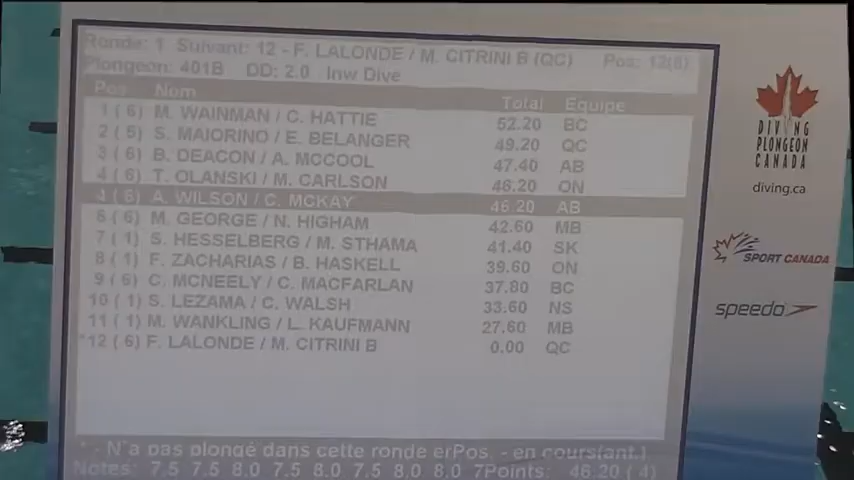 Ronde: 1 Suivant: 12 - F. LALONDE / M. CITRINI B (QC) Pos: 12(6)
Plongeon: 401B DD: 2.0 Inw Dive
Pos Nom Total Équipe
1 (6) M. WAINMAN / C. HATTIE 52.20 BC
2 (5) S. MAIORINO / E. BELANGER 49.20 QC
3 (6) B. DEACON / A. MCCOOL 47.40 AB
4 (6) T. OLANSKI / M. CARLSON 46.20 ON
4 (6) A. WILSON / C. MCKAY 46.20 AB
6 (6) M. GEORGE / N. HIGHAM 42.60 MB
7 (1) S. HESSELBERG / M. STHAMA 41.40 SK
8 (1) F. ZACHARIAS / B. HASKELL 39.60 ON
9 (6) C. MCNEELY / C. MACFARLAN 37.80 BC
10 (1) S. LEZAMA / C. WALSH 33.60 NS
11 (1) M. WANKLING / L. KAUFMANN 27.60 MB
*12 (6) F. LALONDE / M. CITRINI B 0.00 QC
* - N'a pas plongé dans cette ronde erPos. - en cours(ant.)
Notes: 7.5 7.5 8.0 7.5 8.0 7.5 8.0 8.0 7Points: 46.20 (4)
DIVING
PLONGEON
CANADA
diving.ca
SPORT CANADA
speedo